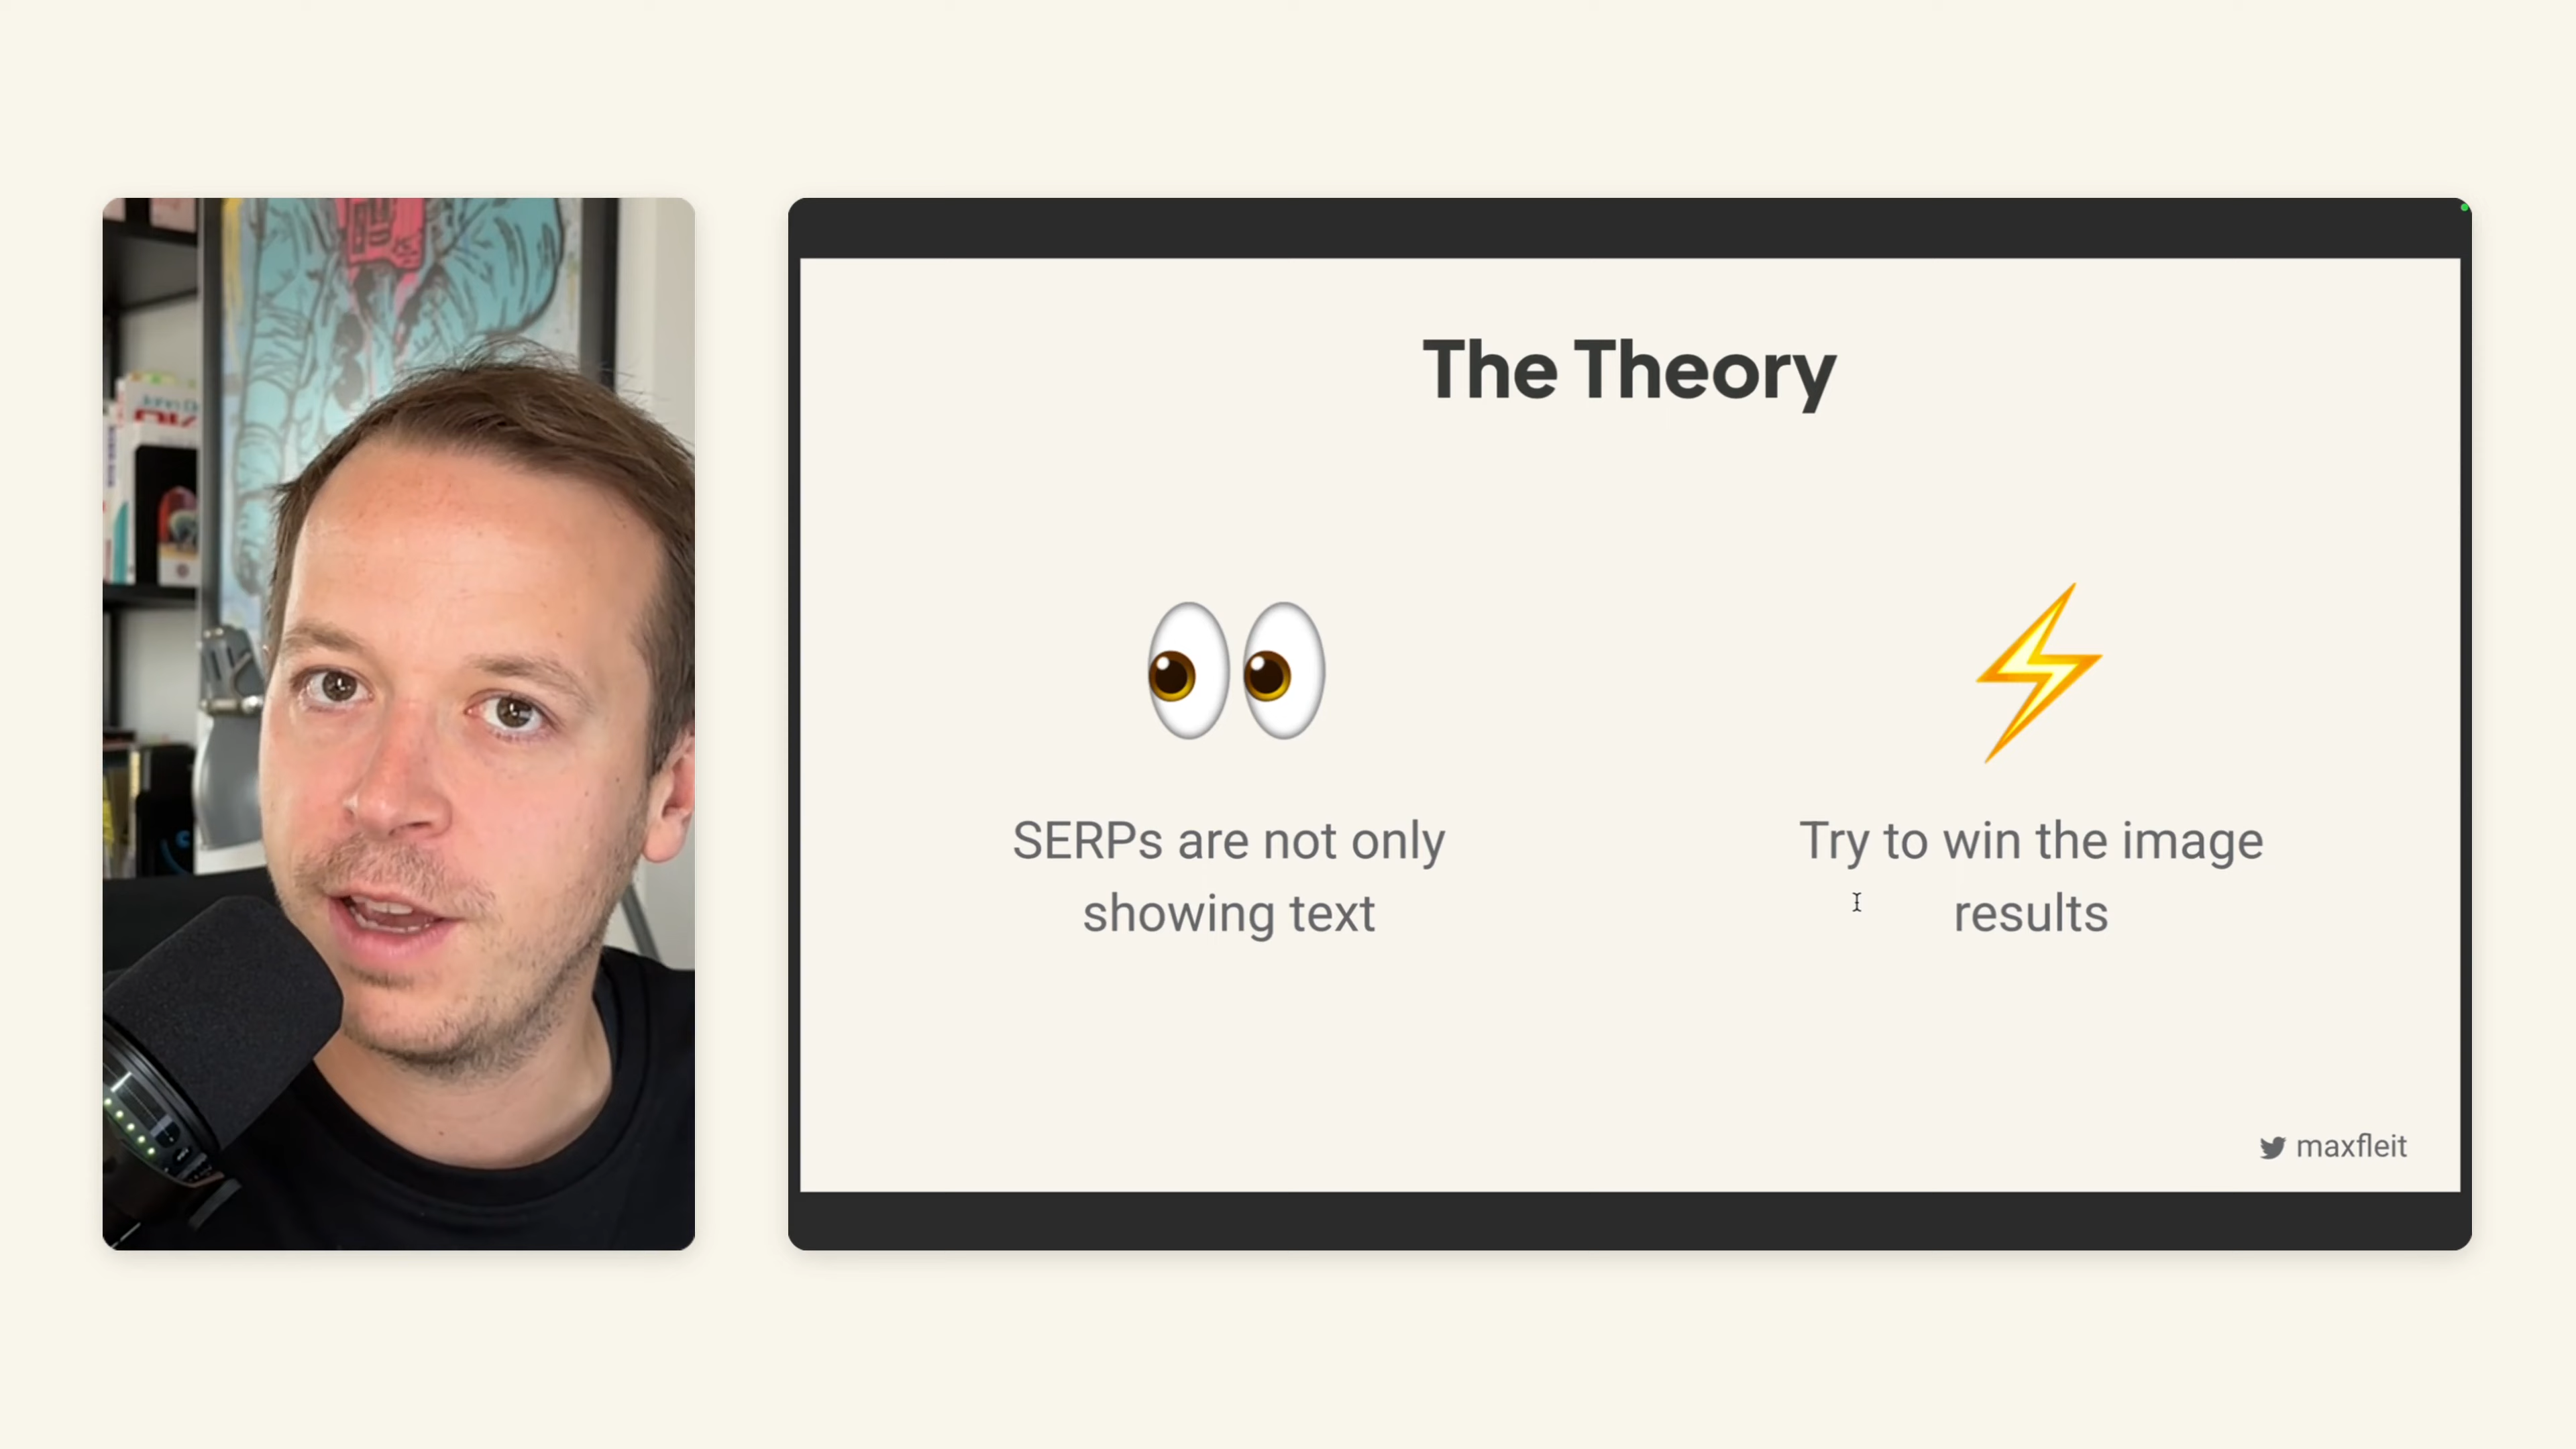 The Theory
SERPs are not only
showing text
Try to win the image
results
maxfleit